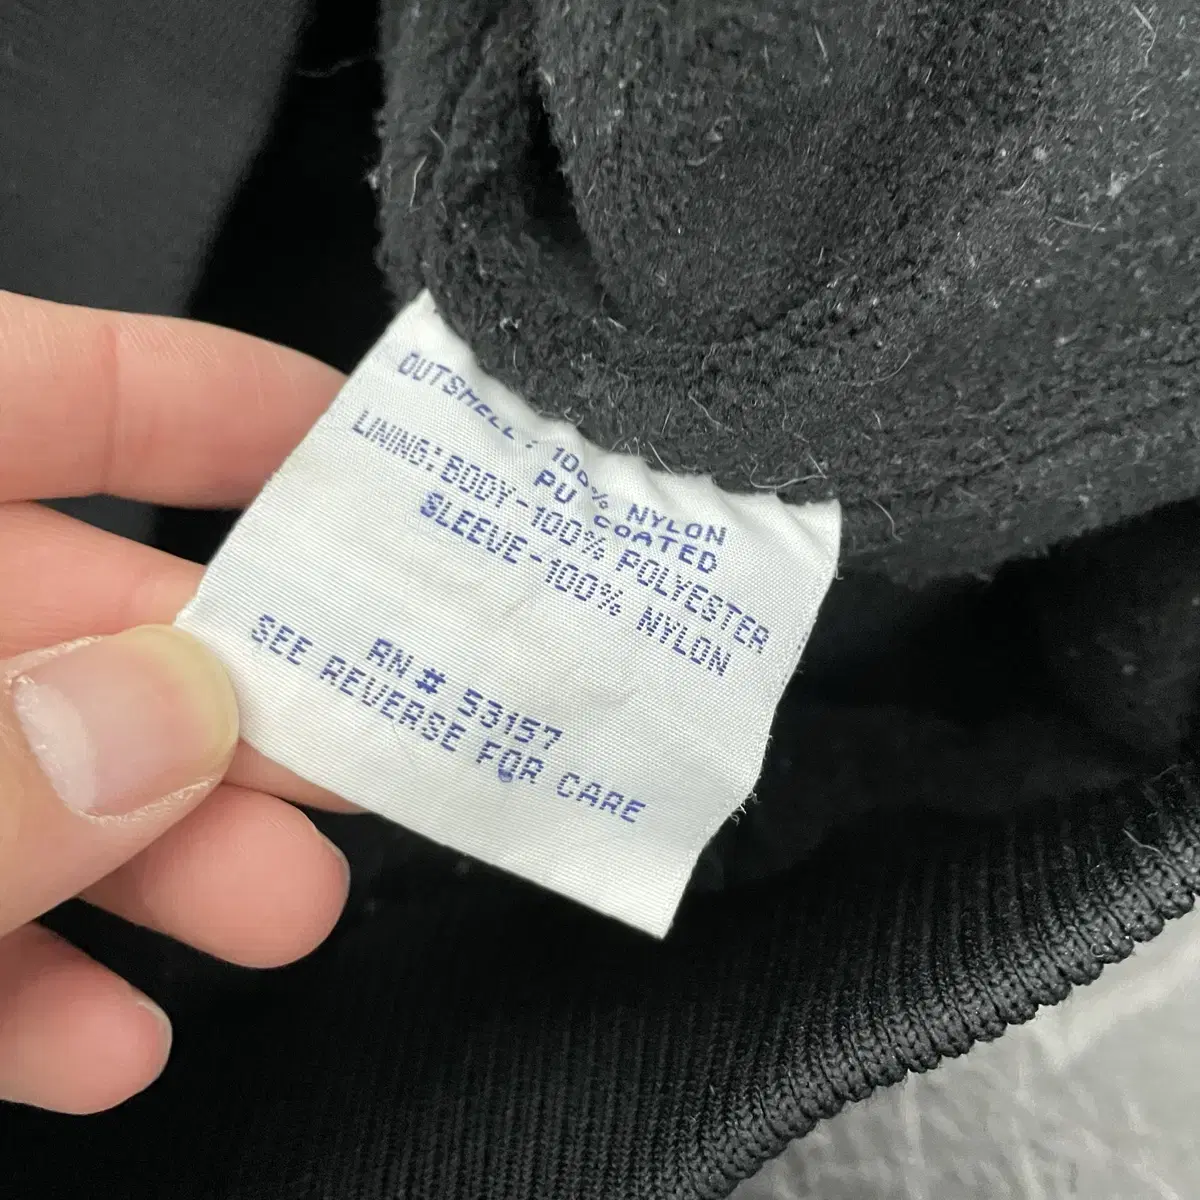 OUTSHELL: 100% NYLON
PU COATED
LINING: BODY-100% POLYESTER
SLEEVE-100% NYLON
RN# 53157
SEE REVERSE FOR CARE